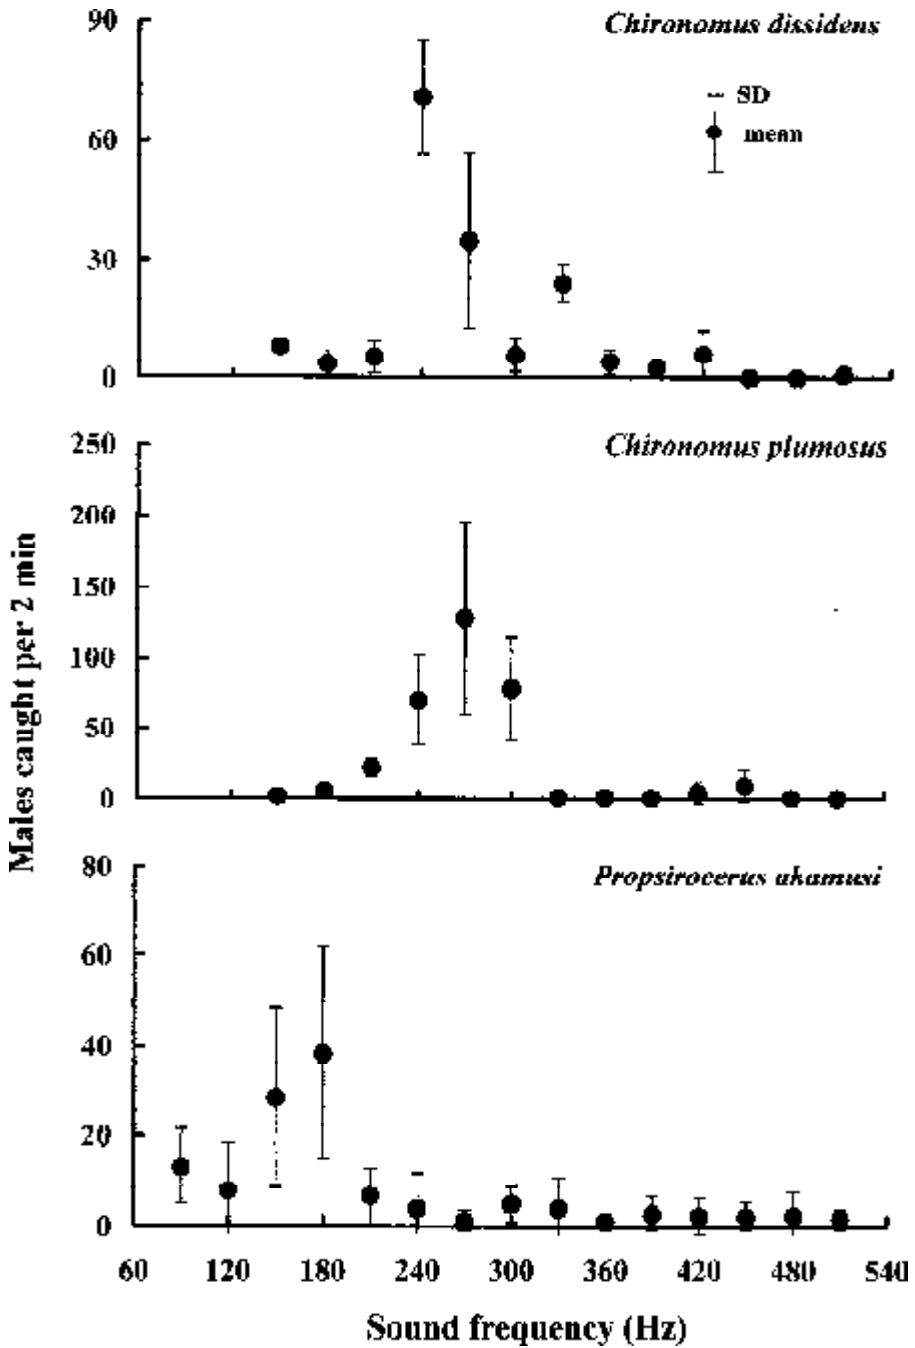 Chironomus dissidens
90
60
30
0
SD
mean
Chironomus plumosus
250
200
150
100
50
0
Males caught per 2 min
Propsirocerus akamusi
80
60
40
20
0
60 120 180 240 300 360 420 480 540
Sound frequency (Hz)